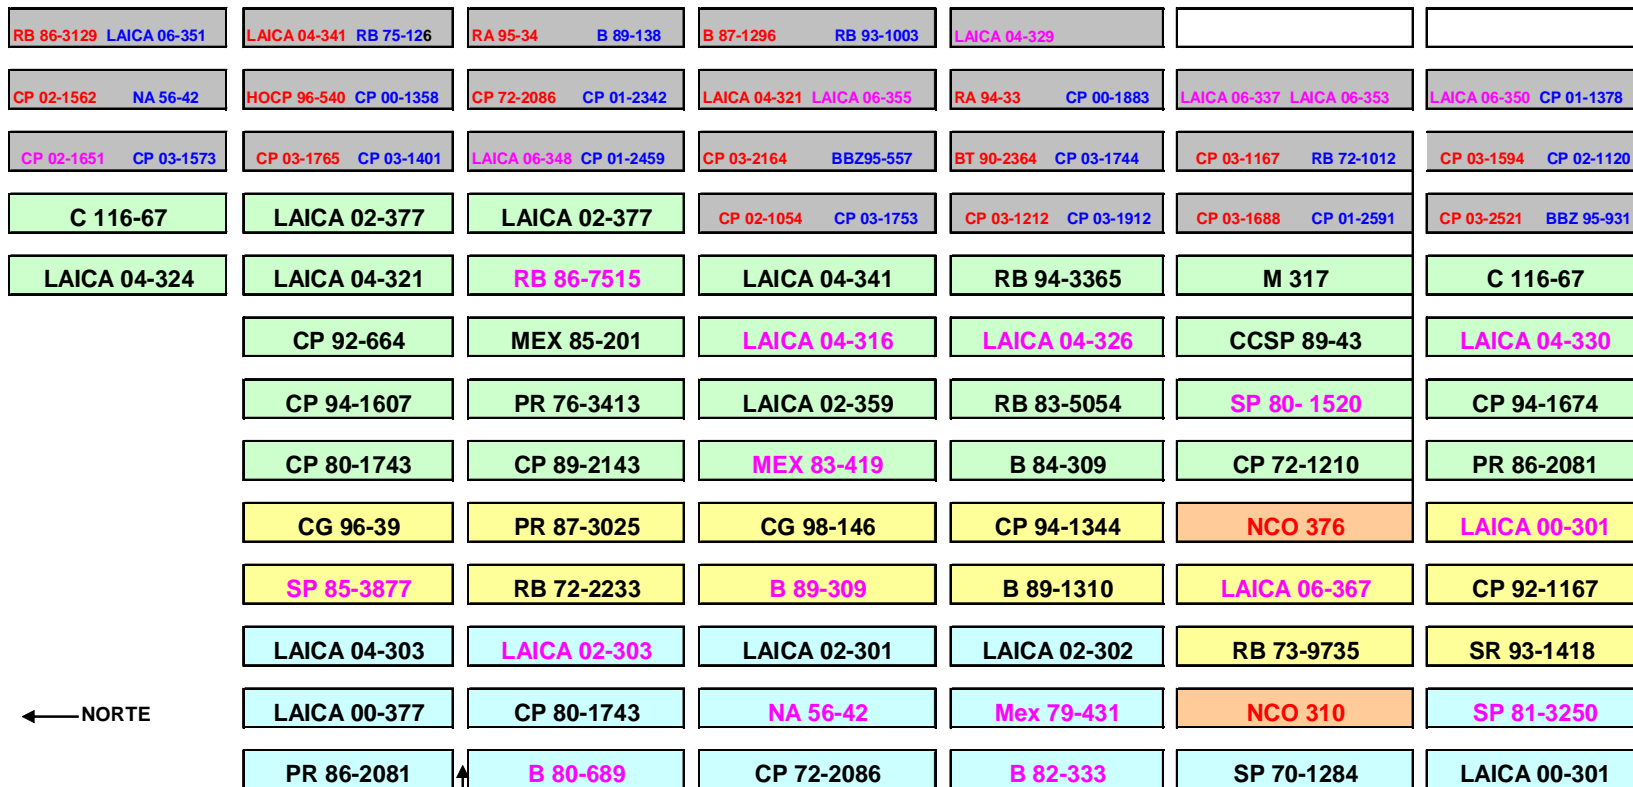 RB 86-3129 LAICA 06-351 LAICA 04-341 RB 75-126 RA 95-34 B 89-138 B 87-1296 RB 93-1003 LAICA 04-329
CP 02-1562 NA 56-42 HOCP 96-540 CP 00-1358 CP 72-2086 CP 01-2342 LAICA 04-321 LAICA 06-355 RA 94-33 CP 00-1883 LAICA 06-337 LAICA 06-353 LAICA 06-350 CP 01-1378
CP 02-1651 CP 03-1573 CP 03-1765 CP 03-1401 LAICA 06-348 CP 01-2459 CP 03-2164 BBZ95-557 BT 90-2364 CP 03-1744 CP 03-1167 RB 72-1012 CP 03-1594 CP 02-1120
C 116-67 LAICA 02-377 LAICA 02-377 CP 02-1054 CP 03-1753 CP 03-1212 CP 03-1912 CP 03-1688 CP 01-2591 CP 03-2521 BBZ 95-931
LAICA 04-324 LAICA 04-321 RB 86-7515 LAICA 04-341 RB 94-3365 M 317 C 116-67
CP 92-664 MEX 85-201 LAICA 04-316 LAICA 04-326 CCSP 89-43 LAICA 04-330
CP 94-1607 PR 76-3413 LAICA 02-359 RB 83-5054 SP 80- 1520 CP 94-1674
CP 80-1743 CP 89-2143 MEX 83-419 B 84-309 CP 72-1210 PR 86-2081
CG 96-39 PR 87-3025 CG 98-146 CP 94-1344 NCO 376 LAICA 00-301
SP 85-3877 RB 72-2233 B 89-309 B 89-1310 LAICA 06-367 CP 92-1167
LAICA 04-303 LAICA 02-303 LAICA 02-301 LAICA 02-302 RB 73-9735 SR 93-1418
NORTE LAICA 00-377 CP 80-1743 NA 56-42 Mex 79-431 NCO 310 SP 81-3250
PR 86-2081 B 80-689 CP 72-2086 B 82-333 SP 70-1284 LAICA 00-301